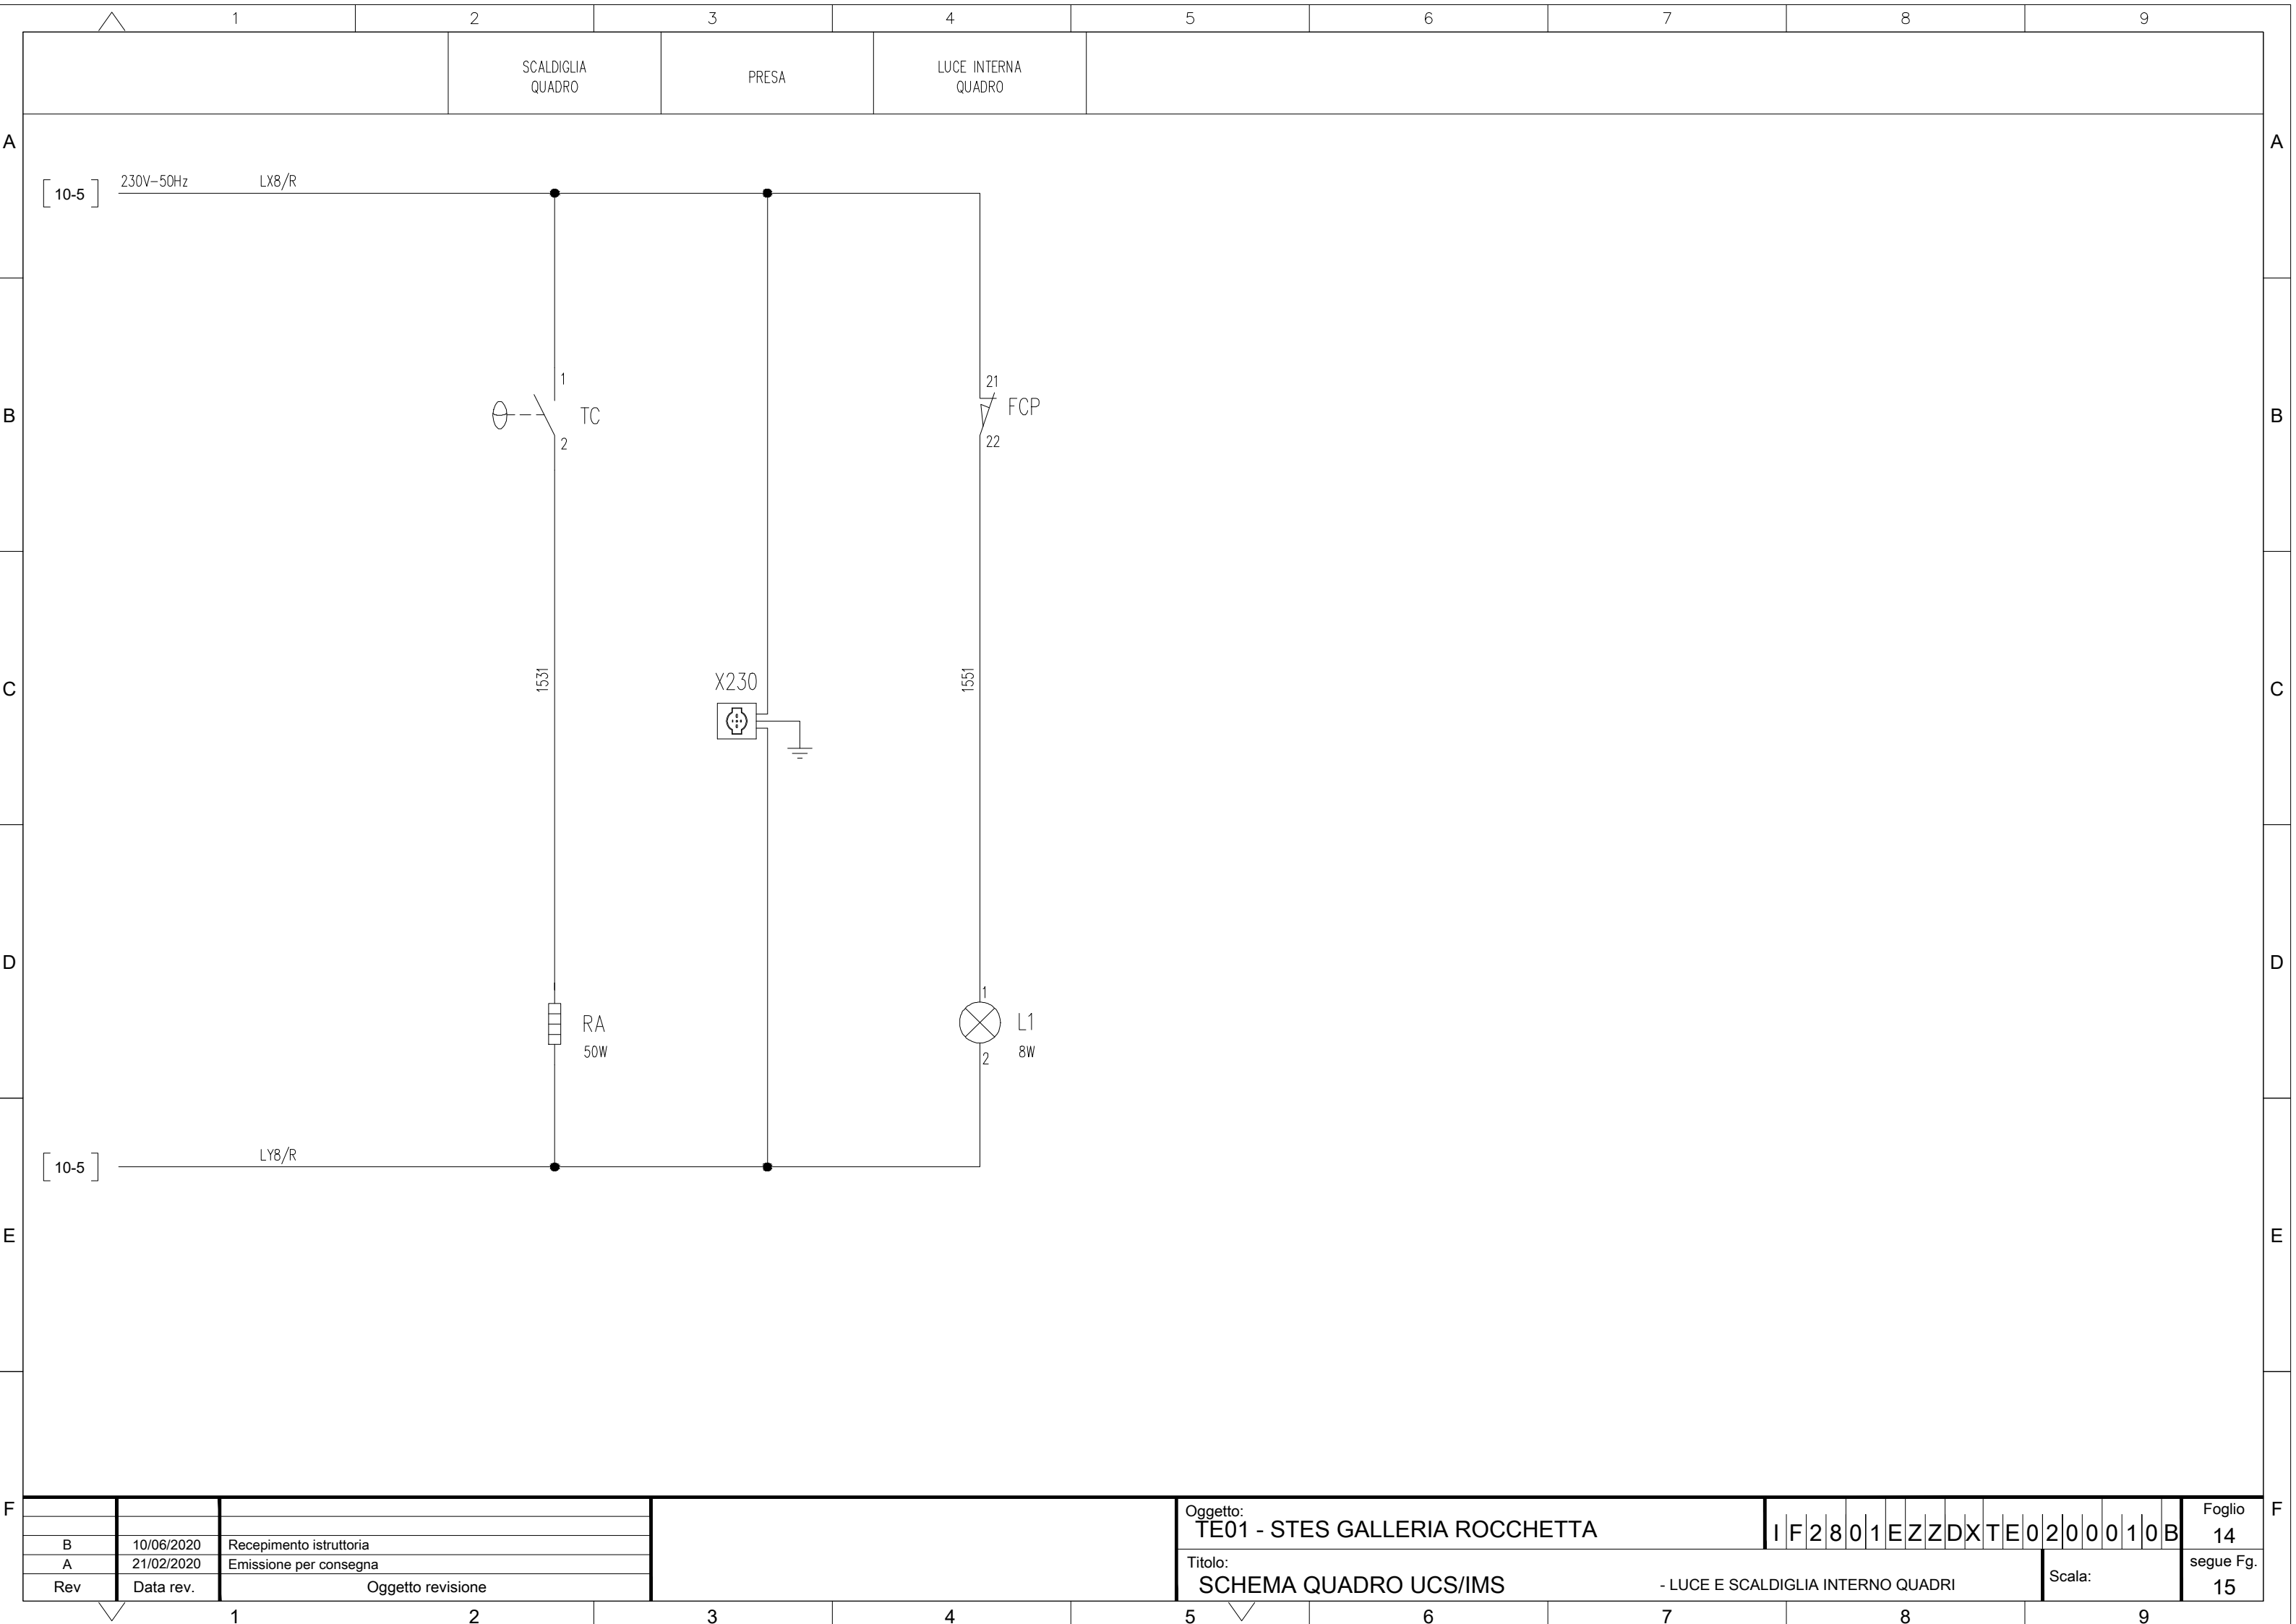 1 2 3 4 5 6 7 8 9
SCALDIGLIA
QUADRO
PRESA
LUCE INTERNA
QUADRO
A A
[ 10-5 ] 230V-50Hz LX8/R
1
TC
2
21
FCP
22
B B
1531
X230
1551
C C
D D
RA
50W
1
L1
2
8W
[ 10-5 ] LY8/R
E E
F F
B 10/06/2020 Recepimento istruttoria
A 21/02/2020 Emissione per consegna
Rev Data rev. Oggetto revisione
Oggetto:
TE01 - STES GALLERIA ROCCHETTA
IF2801EZZDXTE0200010B
Foglio
14
Titolo:
SCHEMA QUADRO UCS/IMS - LUCE E SCALDIGLIA INTERNO QUADRI
Scala:
segue Fg.
15
1 2 3 4 5 6 7 8 9